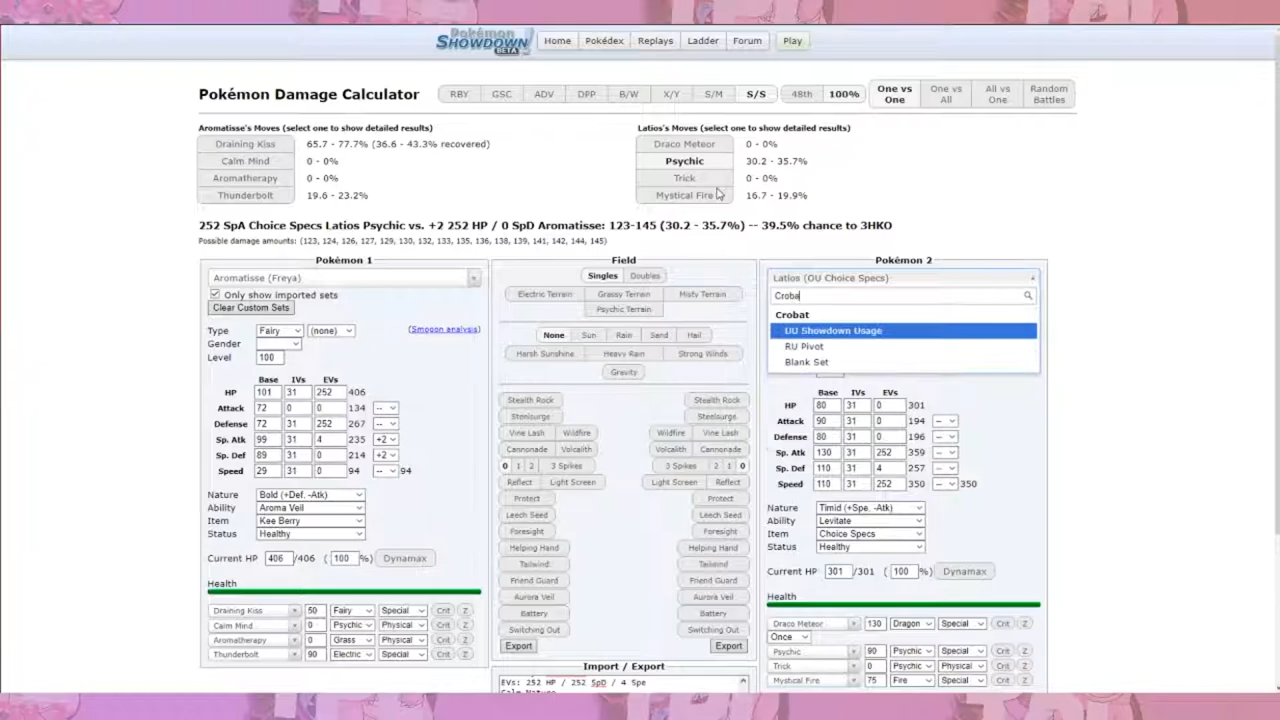 Pokémon SHOWDOWN! BETA Home Pokédex Replays Ladder Forum Play
Pokémon Damage Calculator RBY GSC ADV DPP B/W X/Y S/M S/S 48th 100% One vs One One vs All All vs One Random Battles
Aromatisse's Moves (select one to show detailed results)
Draining Kiss 65.7 - 77.7% (36.6 - 43.3% recovered)
Calm Mind 0 - 0%
Aromatherapy 0 - 0%
Thunderbolt 19.6 - 23.2%
Latios's Moves (select one to show detailed results)
Draco Meteor 0 - 0%
Psychic 30.2 - 35.7%
Trick 0 - 0%
Mystical Fire 16.7 - 19.9%
252 SpA Choice Specs Latios Psychic vs. +2 252 HP / 0 SpD Aromatisse: 123-145 (30.2 - 35.7%) -- 39.5% chance to 3HKO
Possible damage amounts: (123, 124, 126, 127, 129, 130, 132, 133, 135, 136, 138, 139, 141, 142, 144, 145)
Pokémon 1
Aromatisse (Freya)
Only show imported sets
Clear Custom Sets
Type Fairy (none) (Smogon analysis)
Gender
Level 100
Base IVs EVs
HP 101 31 252 406
Attack 72 0 0 134 --
Defense 72 31 252 267 --
Sp. Atk 99 31 4 235 +2
Sp. Def 89 31 0 214 +2
Speed 29 31 0 94 -- 94
Nature Bold (+Def, -Atk)
Ability Aroma Veil
Item Kee Berry
Status Healthy
Current HP 406 /406 ( 100 %) Dynamax
Health
Draining Kiss 50 Fairy Special Crit Z
Calm Mind 0 Psychic Physical Crit Z
Aromatherapy 0 Grass Physical Crit Z
Thunderbolt 90 Electric Special Crit Z
Field
Singles Doubles
Electric Terrain Grassy Terrain Misty Terrain
Psychic Terrain
None Sun Rain Sand Hail
Harsh Sunshine Heavy Rain Strong Winds
Gravity
Stealth Rock Stealth Rock
Steelsurge Steelsurge
Vine Lash Wildfire Wildfire Vine Lash
Cannonade Volcalith Volcalith Cannonade
0 1 2 3 Spikes 3 Spikes 2 1 0
Reflect Light Screen Light Screen Reflect
Protect Protect
Leech Seed Leech Seed
Foresight Foresight
Helping Hand Helping Hand
Tailwind Tailwind
Friend Guard Friend Guard
Aurora Veil Aurora Veil
Battery Battery
Switching Out Switching Out
Export Export
Import / Export
EVs: 252 HP / 252 SpD / 4 Spe
Pokémon 2
Latios (OU Choice Specs)
Croba
Crobat
UU Showdown Usage
RU Pivot
Blank Set
Base IVs EVs
HP 80 31 0 301
Attack 90 31 0 194 --
Defense 80 31 0 196 --
Sp. Atk 130 31 252 359 --
Sp. Def 110 31 4 257 --
Speed 110 31 252 350 -- 350
Nature Timid (+Spe, -Atk)
Ability Levitate
Item Choice Specs
Status Healthy
Current HP 301 /301 ( 100 %) Dynamax
Health
Draco Meteor 130 Dragon Special Crit Z
Once
Psychic 90 Psychic Special Crit Z
Trick 0 Psychic Physical Crit Z
Mystical Fire 75 Fire Special Crit Z